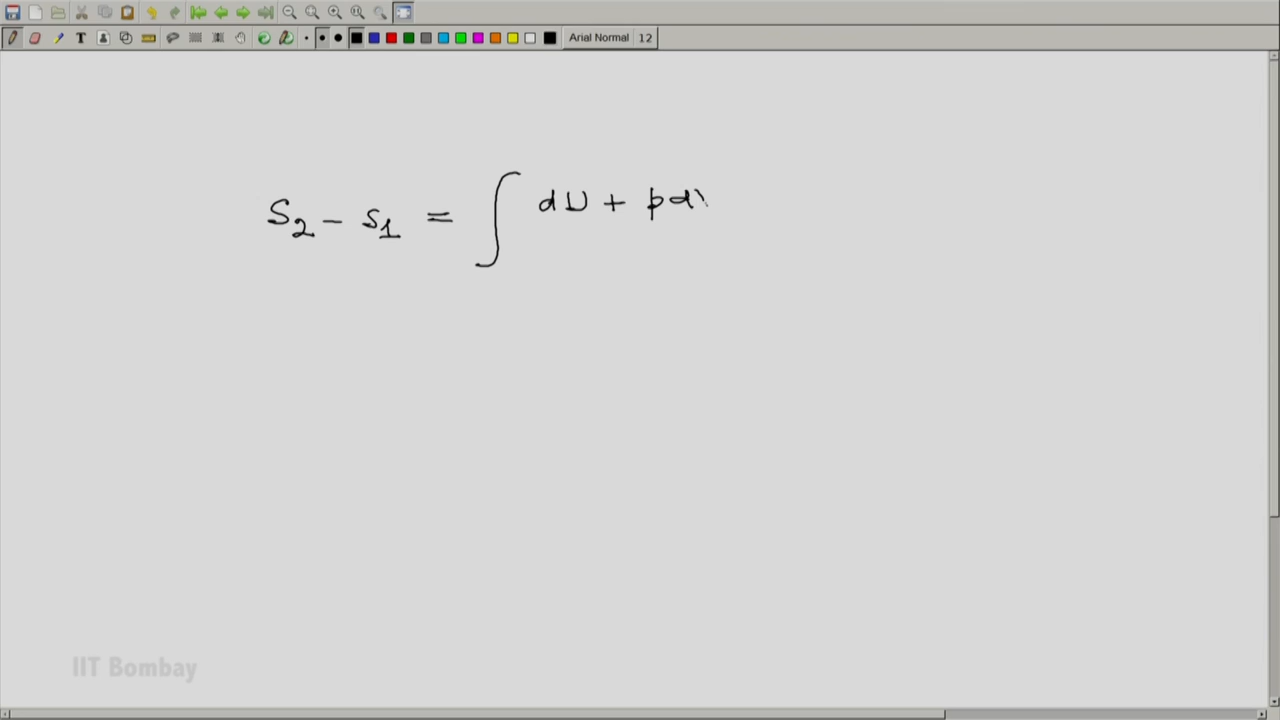 Arial Normal 12
S₂ - S₁ = ∫ dU + pd
IIT Bombay